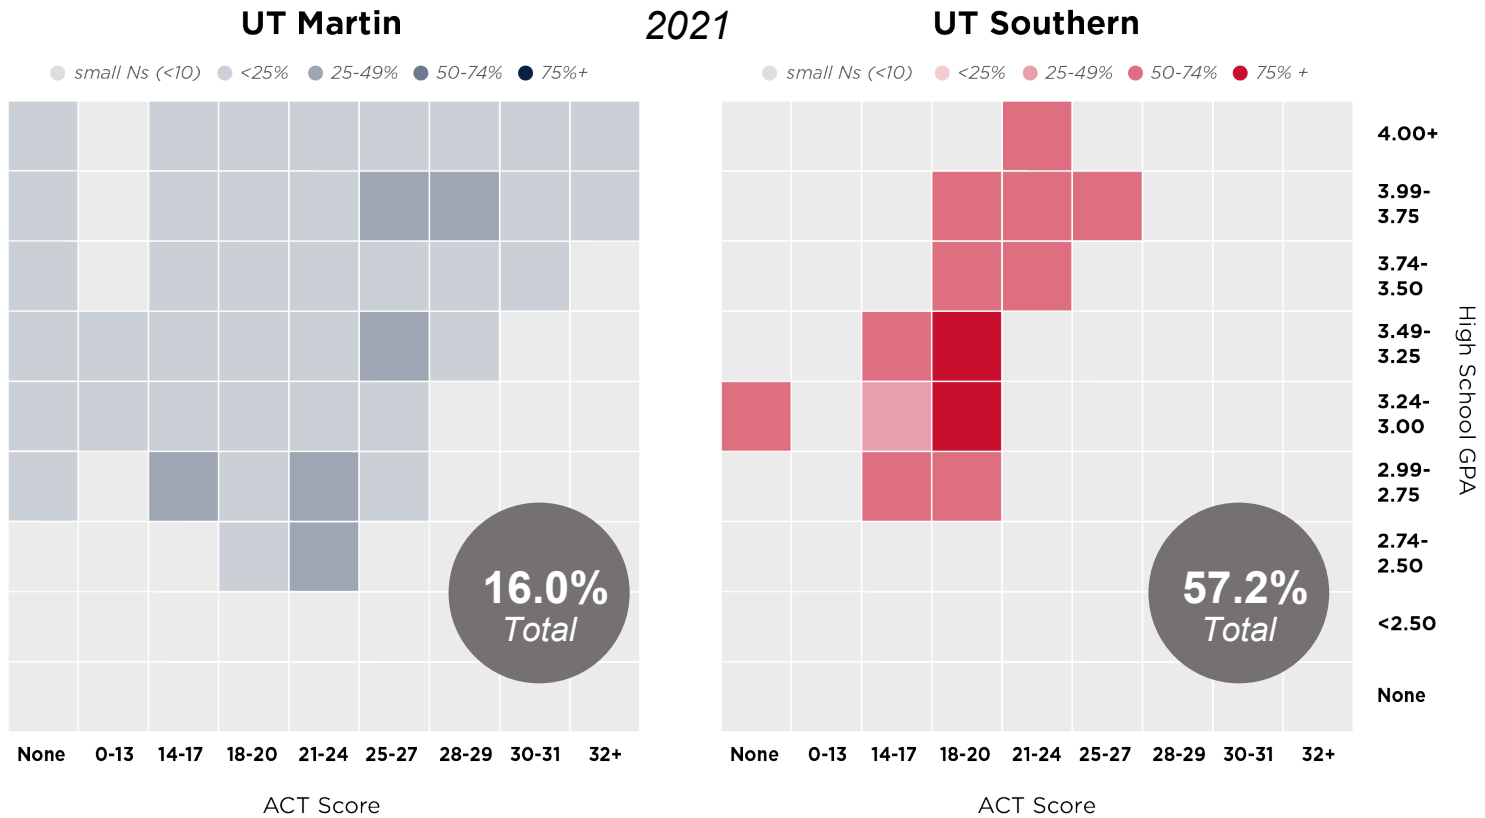 UT Martin
2021
UT Southern
small Ns (<10) <25% 25-49% 50-74% 75%+
small Ns (<10) <25% 25-49% 50-74% 75% +
4.00+
3.99-
3.75
3.74-
3.50
3.49-
3.25
3.24-
3.00
2.99-
2.75
2.74-
2.50
<2.50
None
High School GPA
16.0%
Total
57.2%
Total
None 0-13 14-17 18-20 21-24 25-27 28-29 30-31 32+
None 0-13 14-17 18-20 21-24 25-27 28-29 30-31 32+
ACT Score
ACT Score